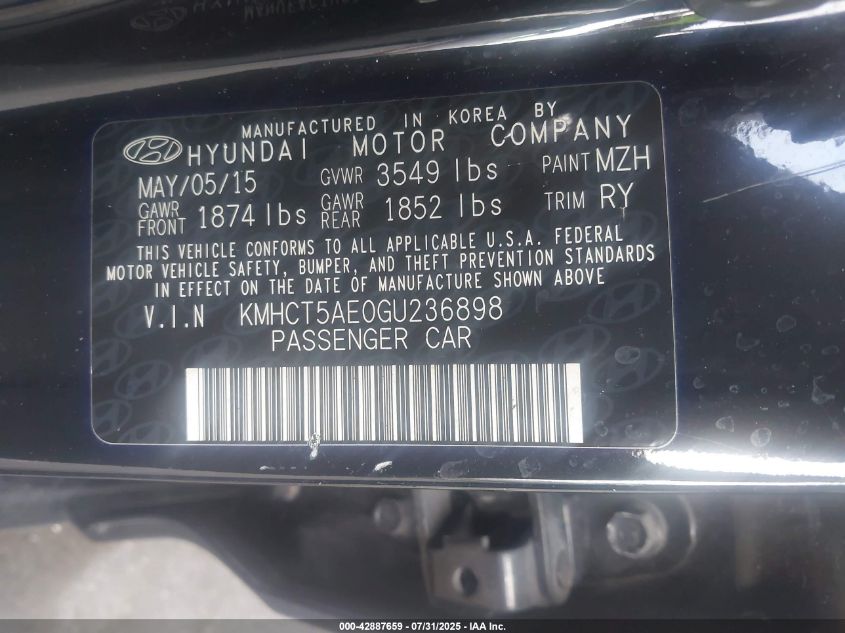 MANUFACTURED IN KOREA BY
HYUNDAI MOTOR COMPANY
MAY/05/15 GVWR 3549 lbs PAINT MZH
GAWR FRONT 1874 lbs GAWR REAR 1852 lbs TRIM RY
THIS VEHICLE CONFORMS TO ALL APPLICABLE U.S.A. FEDERAL
MOTOR VEHICLE SAFETY, BUMPER, AND THEFT PREVENTION STANDARDS
IN EFFECT ON THE DATE OF MANUFACTURE SHOWN ABOVE
V.I.N KMHCT5AE0GU236898
PASSENGER CAR
000-42887659 - 07/31/2025 - IAA Inc.